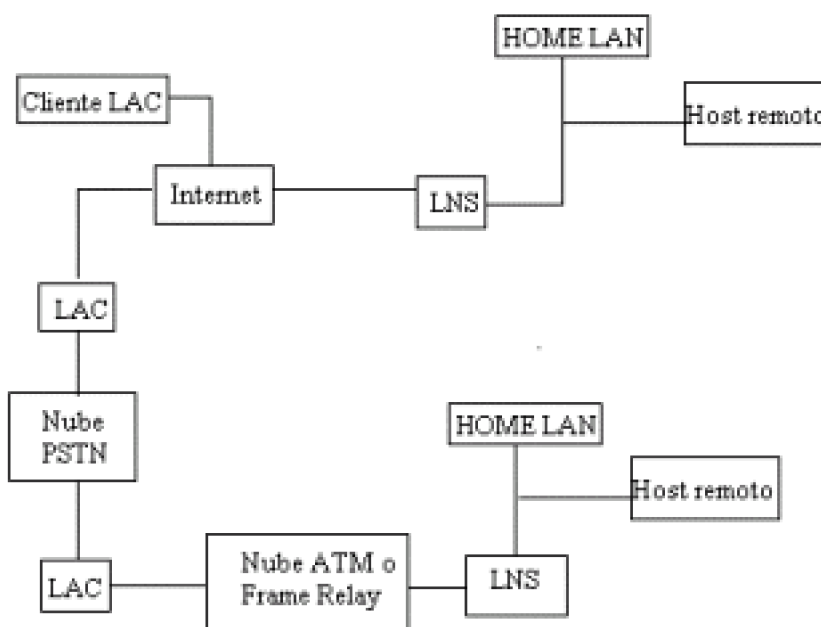 HOME LAN
Cliente LAC
Host remoto
Internet
LNS
LAC
Nube
PSTN
HOME LAN
Host remoto
LAC
Nube ATM o
Frame Relay
LNS